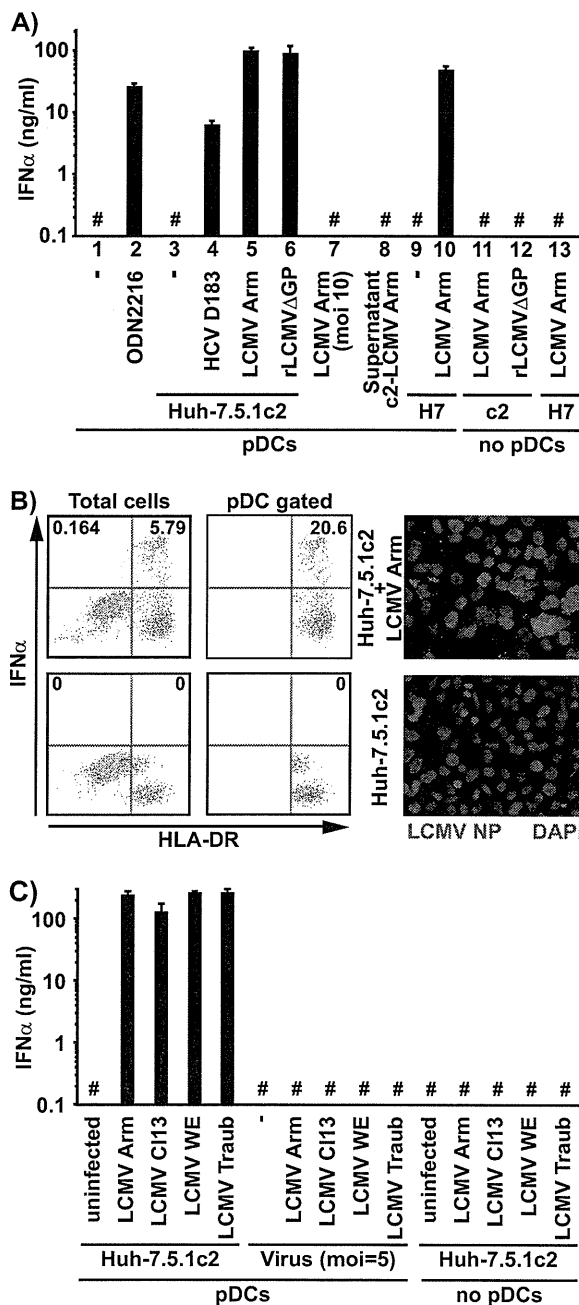 A)
IFNα (ng/ml)
100
10
1
0.1
# # # # # # # #
1 2 3 4 5 6 7 8 9 10 11 12 13
-
ODN2216
-
HCV D183
LCMV Arm
rLCMVΔGP
LCMV Arm
(moi 10)
Supernatant
c2-LCMV Arm
-
LCMV Arm
LCMV Arm
rLCMVΔGP
LCMV Arm
Huh-7.5.1c2 H7 c2 H7
pDCs no pDCs
B)
Total cells pDC gated
0.164 5.79 20.6
0 0 0
IFNα
HLA-DR
Huh-7.5.1c2
+
LCMV Arm
Huh-7.5.1c2
LCMV NP DAPI
C)
IFNα (ng/ml)
100
10
1
0.1
# # # # # # # # # # #
uninfected
LCMV Arm
LCMV Cl13
LCMV WE
LCMV Traub
-
LCMV Arm
LCMV Cl13
LCMV WE
LCMV Traub
uninfected
LCMV Arm
LCMV Cl13
LCMV WE
LCMV Traub
Huh-7.5.1c2 Virus (moi=5) Huh-7.5.1c2
pDCs no pDCs